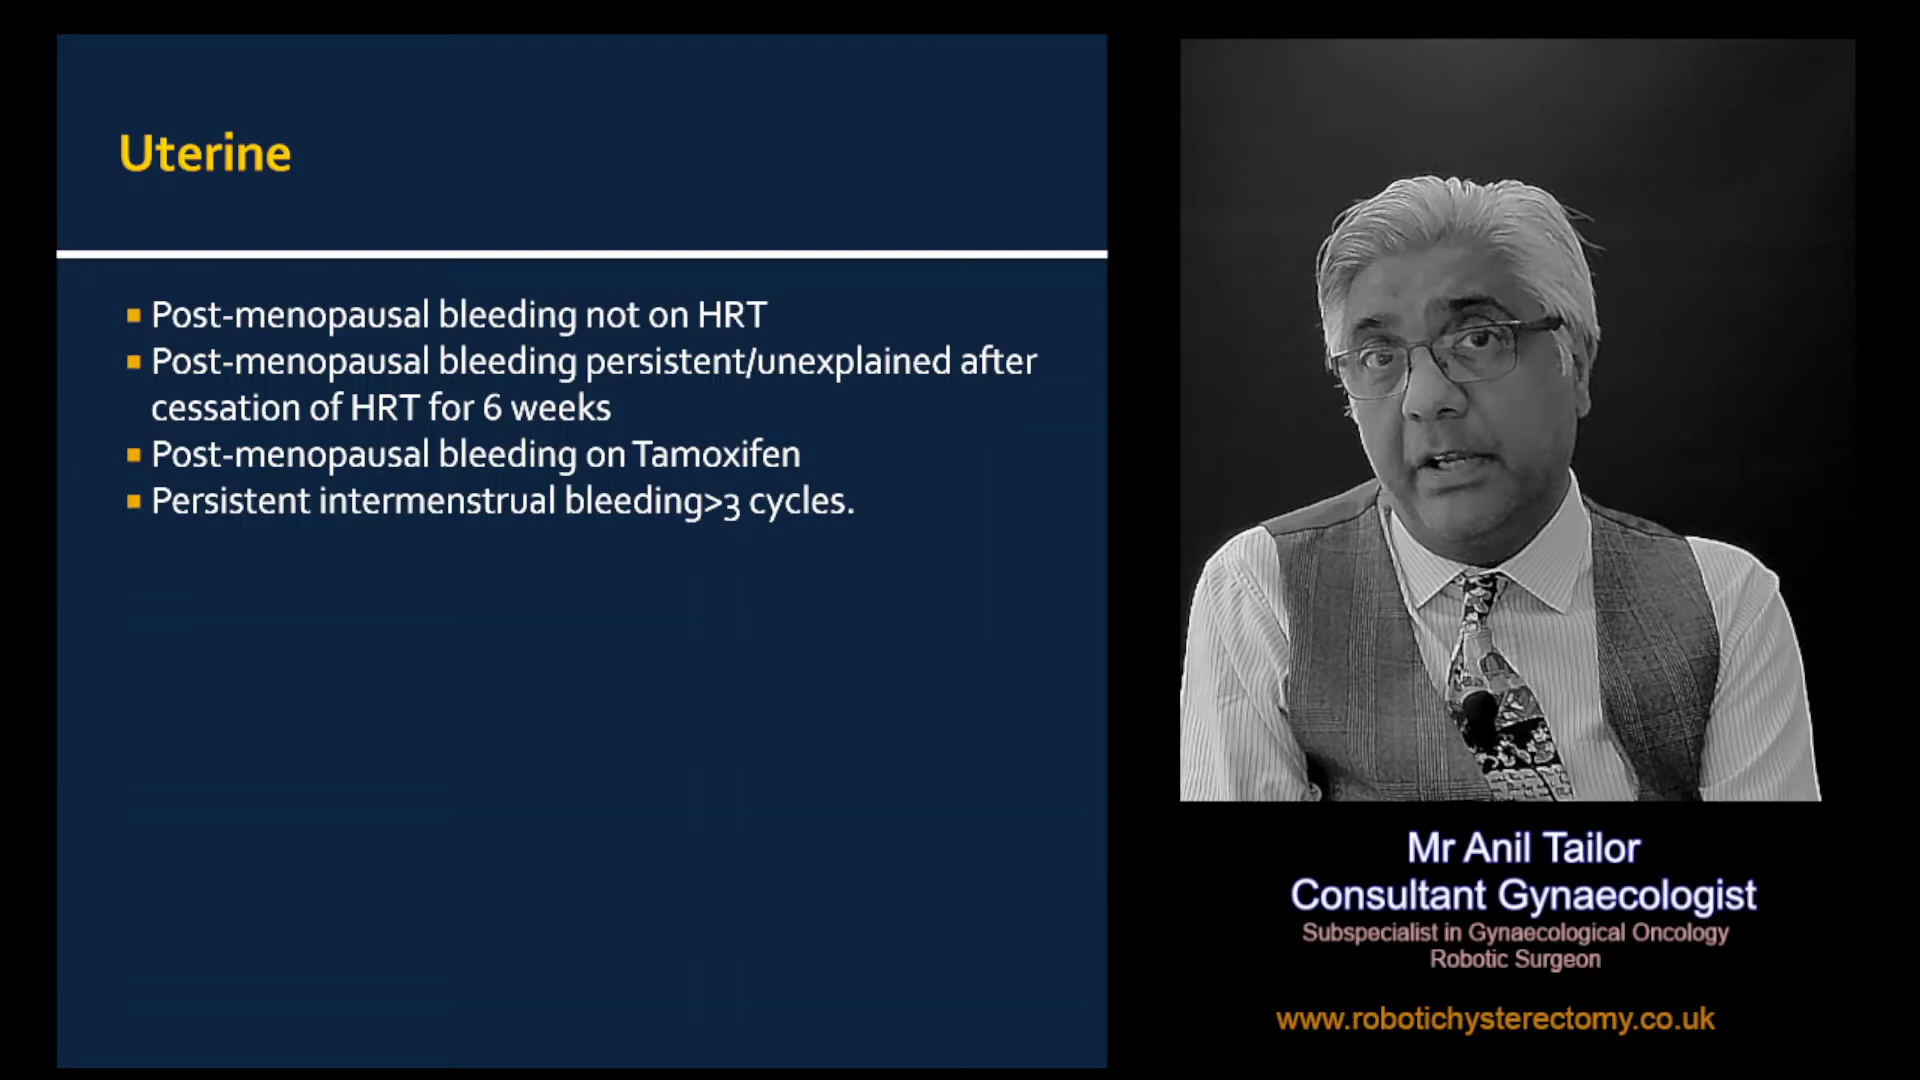 Uterine
Post-menopausal bleeding not on HRT
Post-menopausal bleeding persistent/unexplained after
cessation of HRT for 6 weeks
Post-menopausal bleeding on Tamoxifen
Persistent intermenstrual bleeding>3 cycles.
Mr Anil Tailor
Consultant Gynaecologist
Subspecialist in Gynaecological Oncology
Robotic Surgeon
www.robotichysterectomy.co.uk